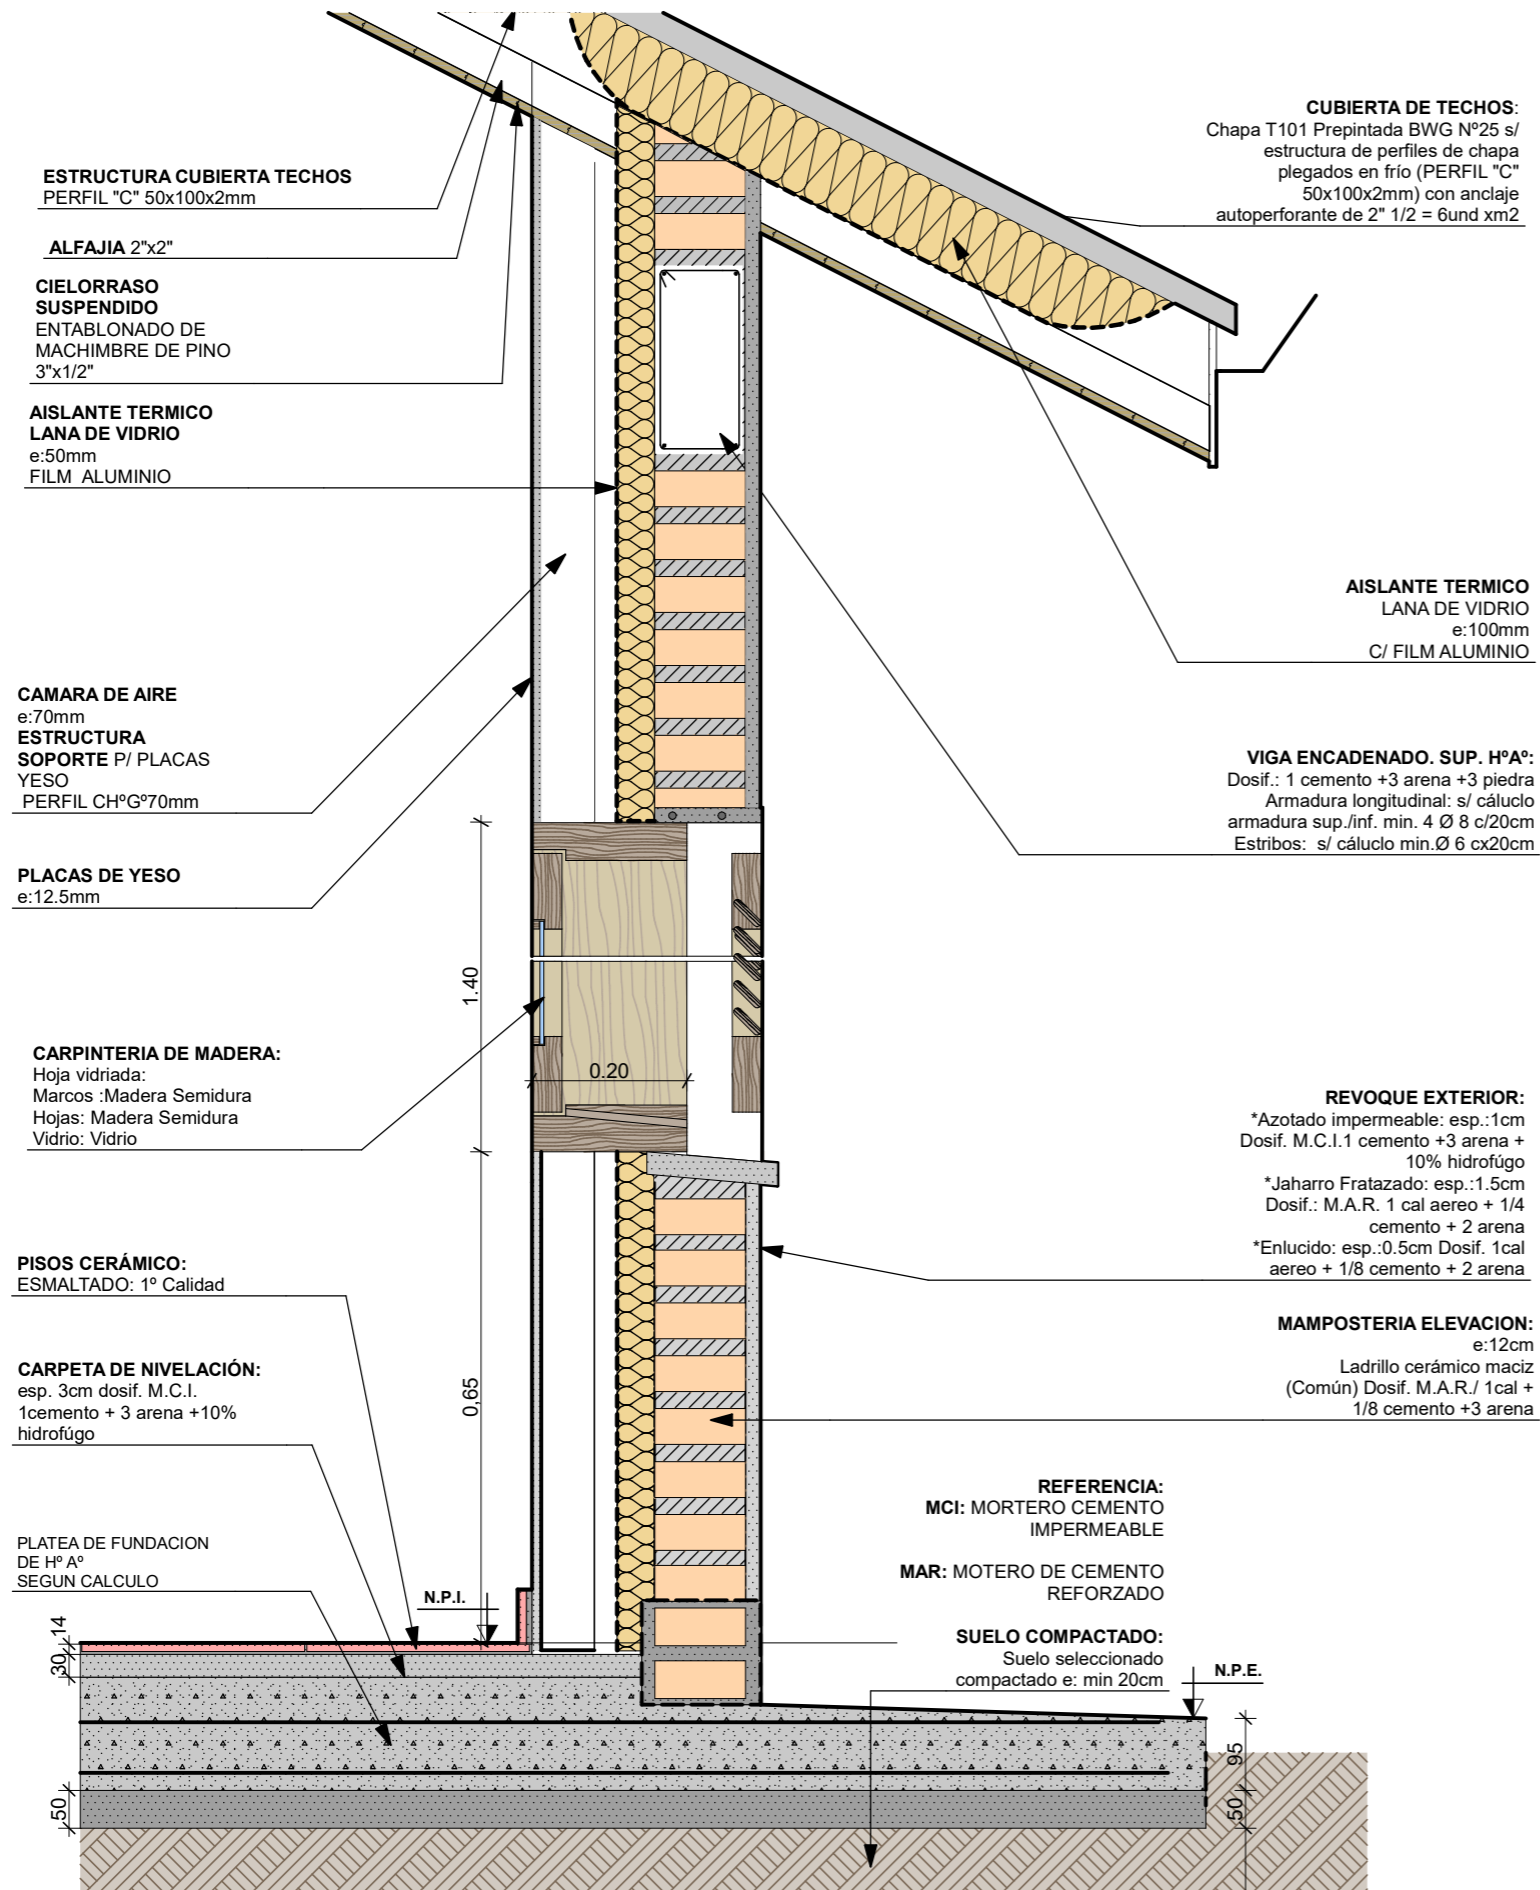 ESTRUCTURA CUBIERTA TECHOS
PERFIL "C" 50x100x2mm
ALFAJIA 2"x2"
CIELORRASO
SUSPENDIDO
ENTABLONADO DE
MACHIMBRE DE PINO
3"x1/2"
AISLANTE TERMICO
LANA DE VIDRIO
e:50mm
FILM ALUMINIO
CAMARA DE AIRE
e:70mm
ESTRUCTURA
SOPORTE P/ PLACAS
YESO
PERFIL CHºGº70mm
PLACAS DE YESO
e:12.5mm
CARPINTERIA DE MADERA:
Hoja vidriada:
Marcos :Madera Semidura
Hojas: Madera Semidura
Vidrio: Vidrio
PISOS CERÁMICO:
ESMALTADO: 1º Calidad
CARPETA DE NIVELACIÓN:
esp. 3cm dosif. M.C.I.
1cemento + 3 arena +10%
hidrofúgo
PLATEA DE FUNDACION
DE Hº Aº
SEGUN CALCULO
14
30
50
N.P.I.
1.40
0.20
0,65
CUBIERTA DE TECHOS:
Chapa T101 Prepintada BWG Nº25 s/
estructura de perfiles de chapa
plegados en frío (PERFIL "C"
50x100x2mm) con anclaje
autoperforante de 2" 1/2 = 6und xm2
AISLANTE TERMICO
LANA DE VIDRIO
e:100mm
C/ FILM ALUMINIO
VIGA ENCADENADO. SUP. HºAº:
Dosif.: 1 cemento +3 arena +3 piedra
Armadura longitudinal: s/ cáluclo
armadura sup./inf. min. 4 Ø 8 c/20cm
Estribos: s/ cáluclo min.Ø 6 cx20cm
REVOQUE EXTERIOR:
*Azotado impermeable: esp.:1cm
Dosif. M.C.I.1 cemento +3 arena +
10% hidrofúgo
*Jaharro Fratazado: esp.:1.5cm
Dosif.: M.A.R. 1 cal aereo + 1/4
cemento + 2 arena
*Enlucido: esp.:0.5cm Dosif. 1cal
aereo + 1/8 cemento + 2 arena
MAMPOSTERIA ELEVACION:
e:12cm
Ladrillo cerámico maciz
(Común) Dosif. M.A.R./ 1cal +
1/8 cemento +3 arena
REFERENCIA:
MCI: MORTERO CEMENTO
IMPERMEABLE
MAR: MOTERO DE CEMENTO
REFORZADO
SUELO COMPACTADO:
Suelo seleccionado
compactado e: min 20cm
N.P.E.
95
50